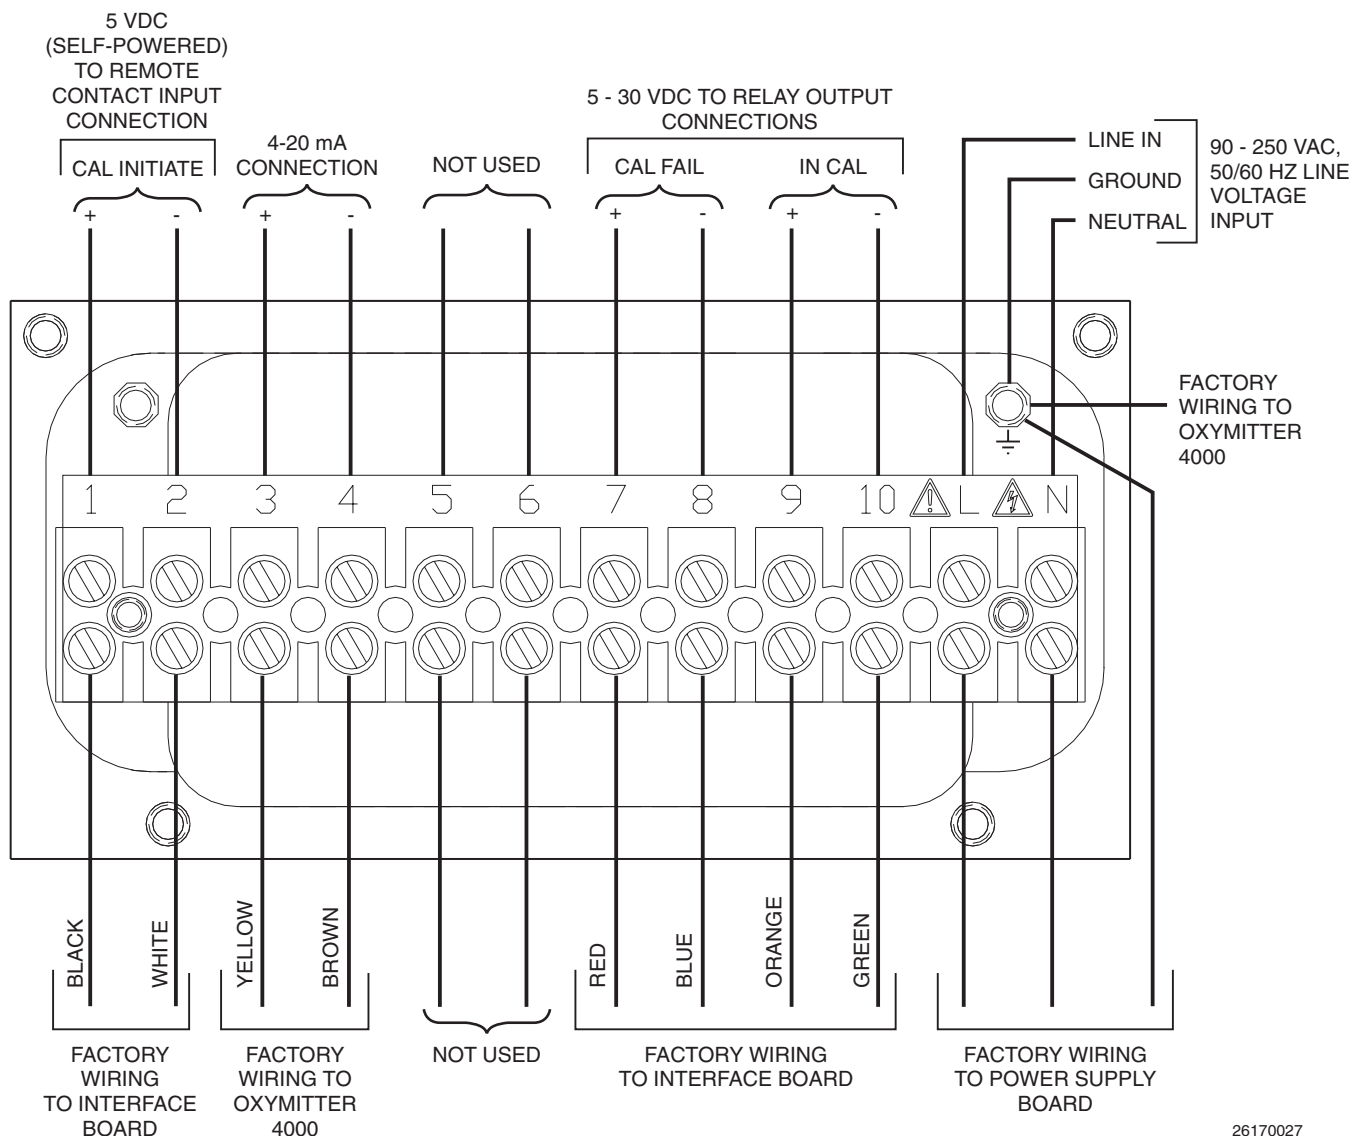 5 VDC
(SELF-POWERED)
TO REMOTE
CONTACT INPUT
CONNECTION
CAL INITIATE
+ -
4-20 mA
CONNECTION
+ -
NOT USED
5 - 30 VDC TO RELAY OUTPUT
CONNECTIONS
CAL FAIL
+ -
IN CAL
+ -
LINE IN
GROUND
NEUTRAL
90 - 250 VAC,
50/60 HZ LINE
VOLTAGE
INPUT
FACTORY
WIRING TO
OXYMITTER
4000
1 2 3 4 5 6 7 8 9 10 ! L N
BLACK
WHITE
YELLOW
BROWN
RED
BLUE
ORANGE
GREEN
FACTORY
WIRING
TO INTERFACE
BOARD
FACTORY
WIRING TO
OXYMITTER
4000
NOT USED
FACTORY WIRING
TO INTERFACE BOARD
FACTORY WIRING
TO POWER SUPPLY
BOARD
26170027